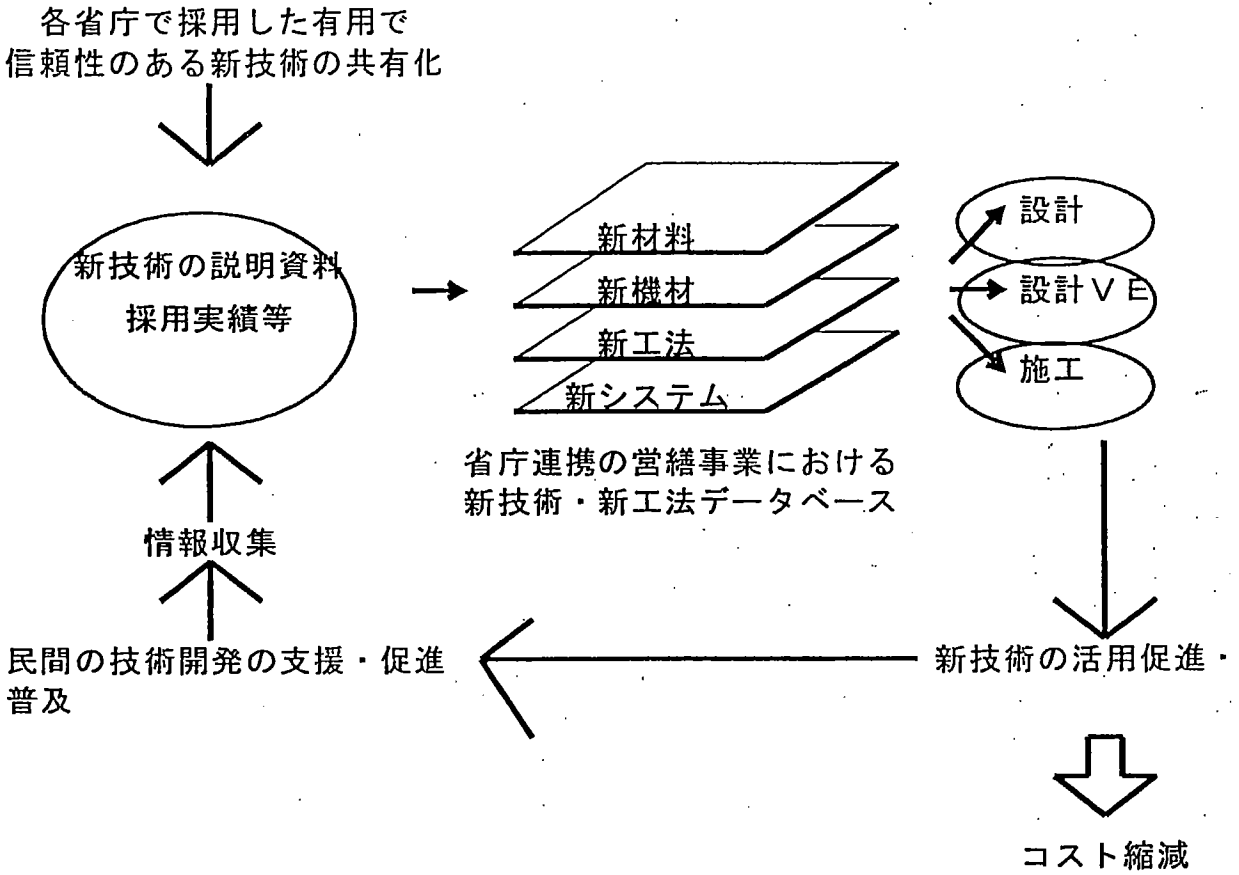 各省庁で採用した有用で
信頼性のある新技術の共有化
新技術の説明資料
採用実績等
新材料
新機材
新工法
新システム
省庁連携の営繕事業における
新技術・新工法データベース
設計
設計ＶＥ
施工
情報収集
民間の技術開発の支援・促進
普及
新技術の活用促進・
コスト縮減